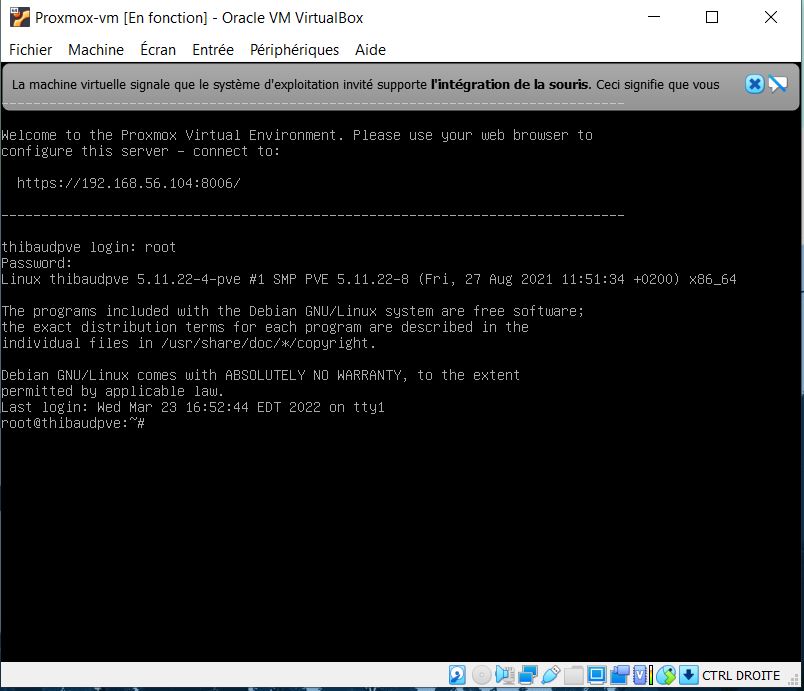 Proxmox-vm [En fonction] - Oracle VM VirtualBox
Fichier Machine Écran Entrée Périphériques Aide
La machine virtuelle signale que le système d'exploitation invité supporte l'intégration de la souris. Ceci signifie que vous
-------------------------------------------------------------------------------
Welcome to the Proxmox Virtual Environment. Please use your web browser to
configure this server - connect to:
https://192.168.56.104:8006/
-------------------------------------------------------------------------------
thibaudpve login: root
Password:
Linux thibaudpve 5.11.22-4-pve #1 SMP PVE 5.11.22-8 (Fri, 27 Aug 2021 11:51:34 +0200) x86_64
The programs included with the Debian GNU/Linux system are free software;
the exact distribution terms for each program are described in the
individual files in /usr/share/doc/*/copyright.
Debian GNU/Linux comes with ABSOLUTELY NO WARRANTY, to the extent
permitted by applicable law.
Last login: Wed Mar 23 16:52:44 EDT 2022 on tty1
root@thibaudpve:~#
CTRL DROITE